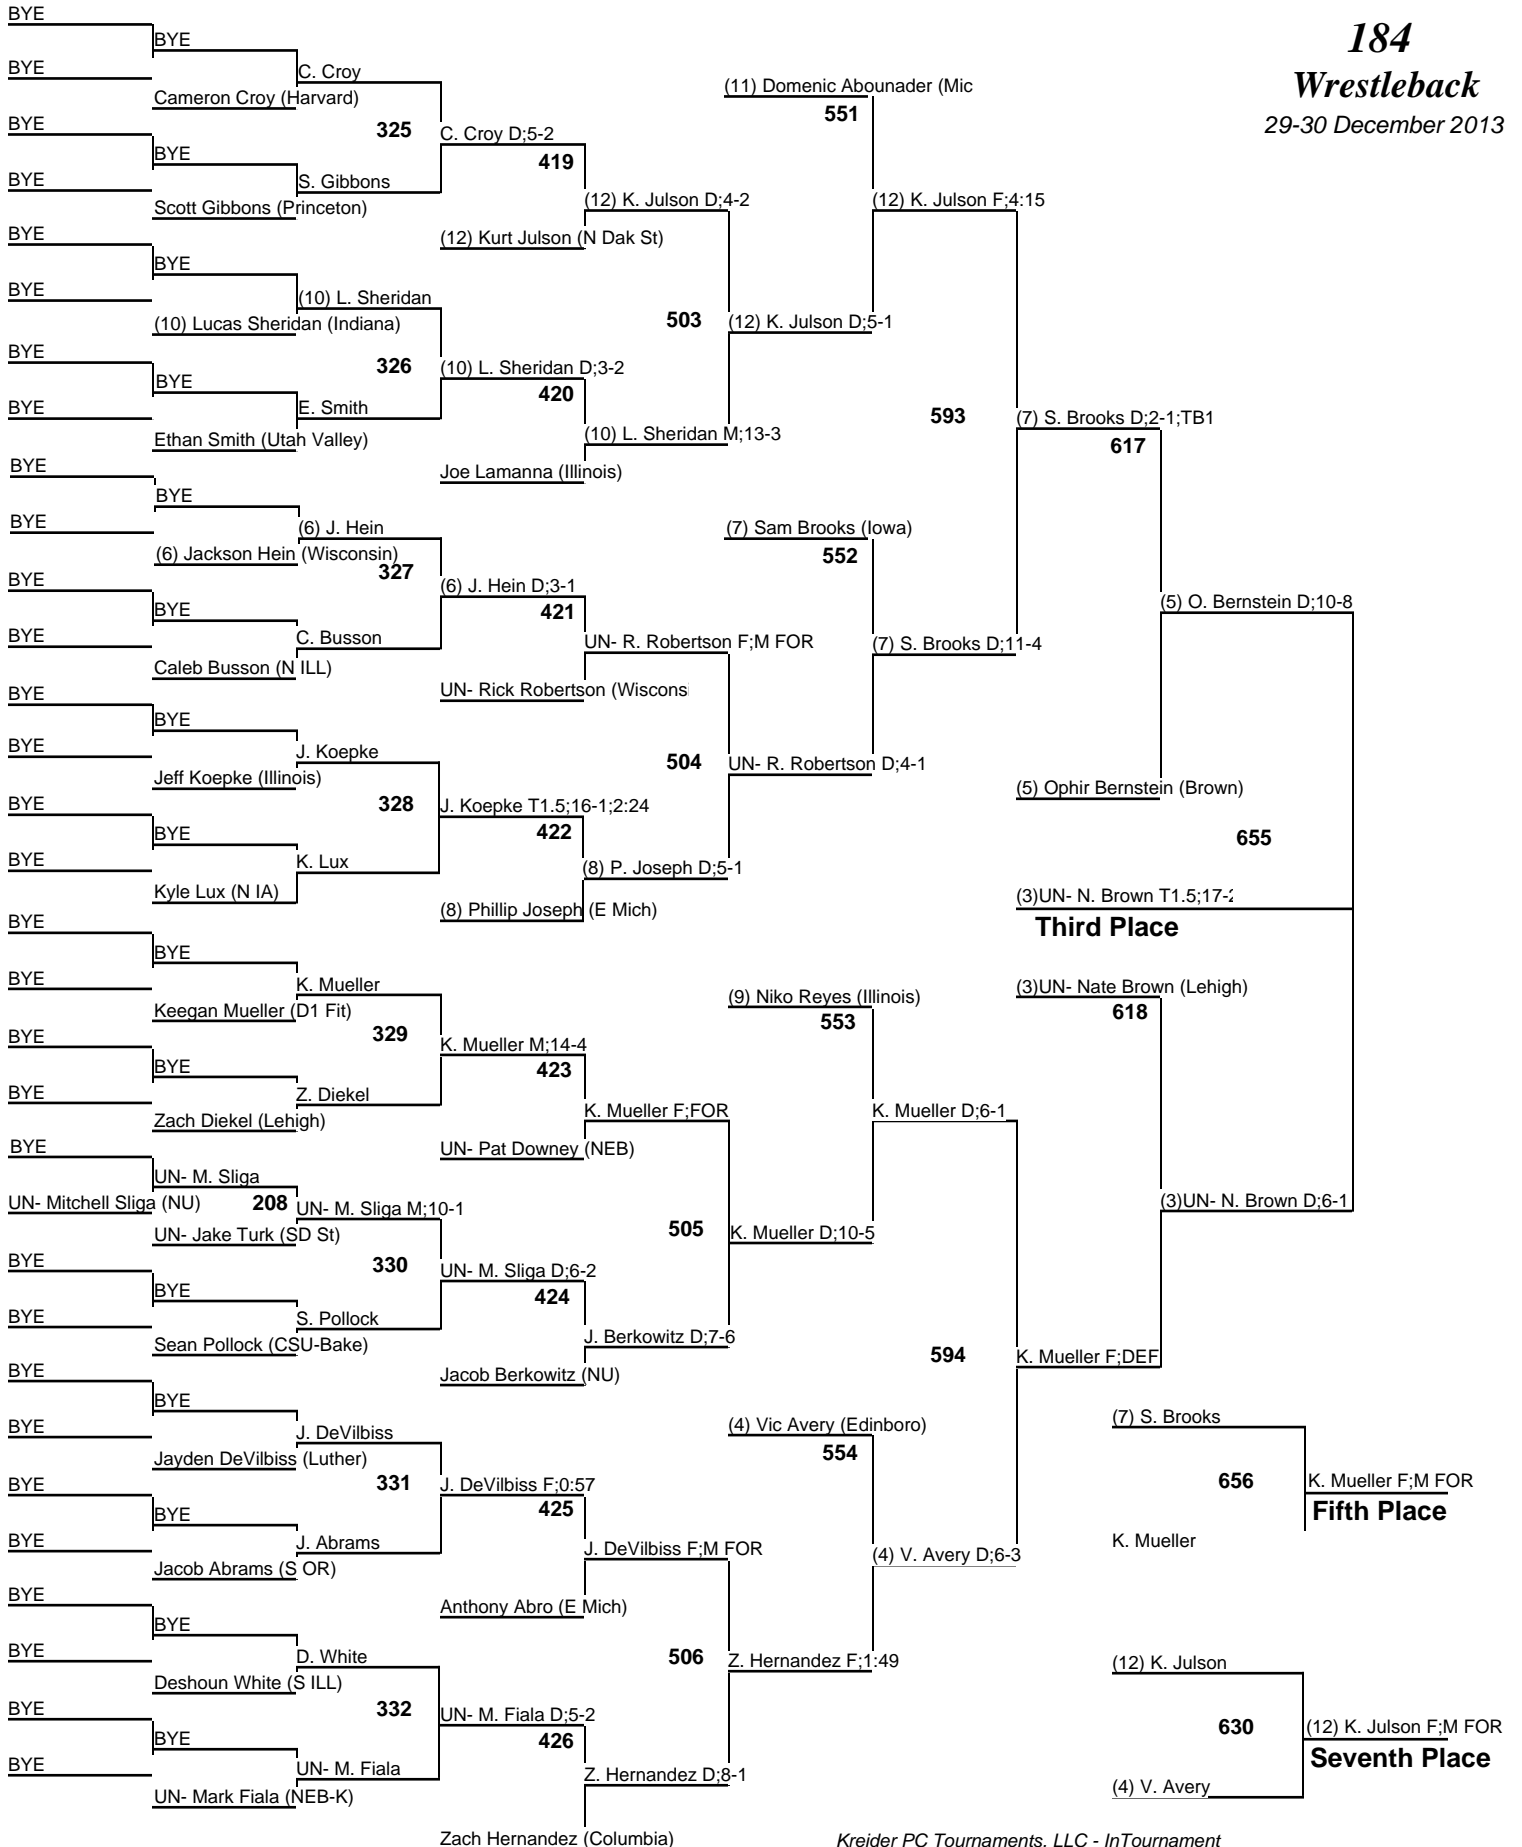 184
Wrestleback
29-30 December 2013
BYE
BYE
BYE
C. Croy
Cameron Croy (Harvard)
325
BYE
BYE
BYE
S. Gibbons
Scott Gibbons (Princeton)
C. Croy D;5-2
419
(12) K. Julson D;4-2
(12) Kurt Julson (N Dak St)
BYE
BYE
BYE
(10) L. Sheridan
(10) Lucas Sheridan (Indiana)
326
BYE
BYE
BYE
E. Smith
Ethan Smith (Utah Valley)
(10) L. Sheridan D;3-2
420
(10) L. Sheridan M;13-3
Joe Lamanna (Illinois)
503
(12) K. Julson D;5-1
(11) Domenic Abounader (Mic
551
(12) K. Julson F;4:15
BYE
BYE
BYE
(6) J. Hein
(6) Jackson Hein (Wisconsin)
327
BYE
BYE
BYE
C. Busson
Caleb Busson (N ILL)
(6) J. Hein D;3-1
421
UN- R. Robertson F;M FOR
UN- Rick Robertson (Wiscons
BYE
BYE
BYE
J. Koepke
Jeff Koepke (Illinois)
328
BYE
BYE
BYE
K. Lux
Kyle Lux (N IA)
J. Koepke T1.5;16-1;2:24
422
(8) P. Joseph D;5-1
(8) Phillip Joseph (E Mich)
504
UN- R. Robertson D;4-1
(7) Sam Brooks (Iowa)
552
(7) S. Brooks D;11-4
593
(7) S. Brooks D;2-1;TB1
617
(5) O. Bernstein D;10-8
(5) Ophir Bernstein (Brown)
655
(3)UN- N. Brown T1.5;17-2
Third Place
BYE
BYE
BYE
K. Mueller
Keegan Mueller (D1 Fit)
329
BYE
BYE
BYE
Z. Diekel
Zach Diekel (Lehigh)
K. Mueller M;14-4
423
K. Mueller F;FOR
UN- Pat Downey (NEB)
BYE
UN- M. Sliga
UN- Mitchell Sliga (NU)
208
UN- M. Sliga M;10-1
UN- Jake Turk (SD St)
330
BYE
BYE
BYE
S. Pollock
Sean Pollock (CSU-Bake)
UN- M. Sliga D;6-2
424
J. Berkowitz D;7-6
Jacob Berkowitz (NU)
505
K. Mueller D;10-5
(9) Niko Reyes (Illinois)
553
K. Mueller D;6-1
(3)UN- Nate Brown (Lehigh)
618
(3)UN- N. Brown D;6-1
BYE
BYE
BYE
J. DeVilbiss
Jayden DeVilbiss (Luther)
331
BYE
BYE
BYE
J. Abrams
Jacob Abrams (S OR)
J. DeVilbiss F;0:57
425
J. DeVilbiss F;M FOR
Anthony Abro (E Mich)
BYE
BYE
BYE
D. White
Deshoun White (S ILL)
332
BYE
BYE
BYE
UN- M. Fiala
UN- Mark Fiala (NEB-K)
UN- M. Fiala D;5-2
426
Z. Hernandez D;8-1
Zach Hernandez (Columbia)
506
Z. Hernandez F;1:49
(4) Vic Avery (Edinboro)
554
(4) V. Avery D;6-3
594
K. Mueller F;DEF
(7) S. Brooks
656
K. Mueller F;M FOR
Fifth Place
K. Mueller
(12) K. Julson
630
(12) K. Julson F;M FOR
Seventh Place
(4) V. Avery
Kreider PC Tournaments, LLC - InTournament